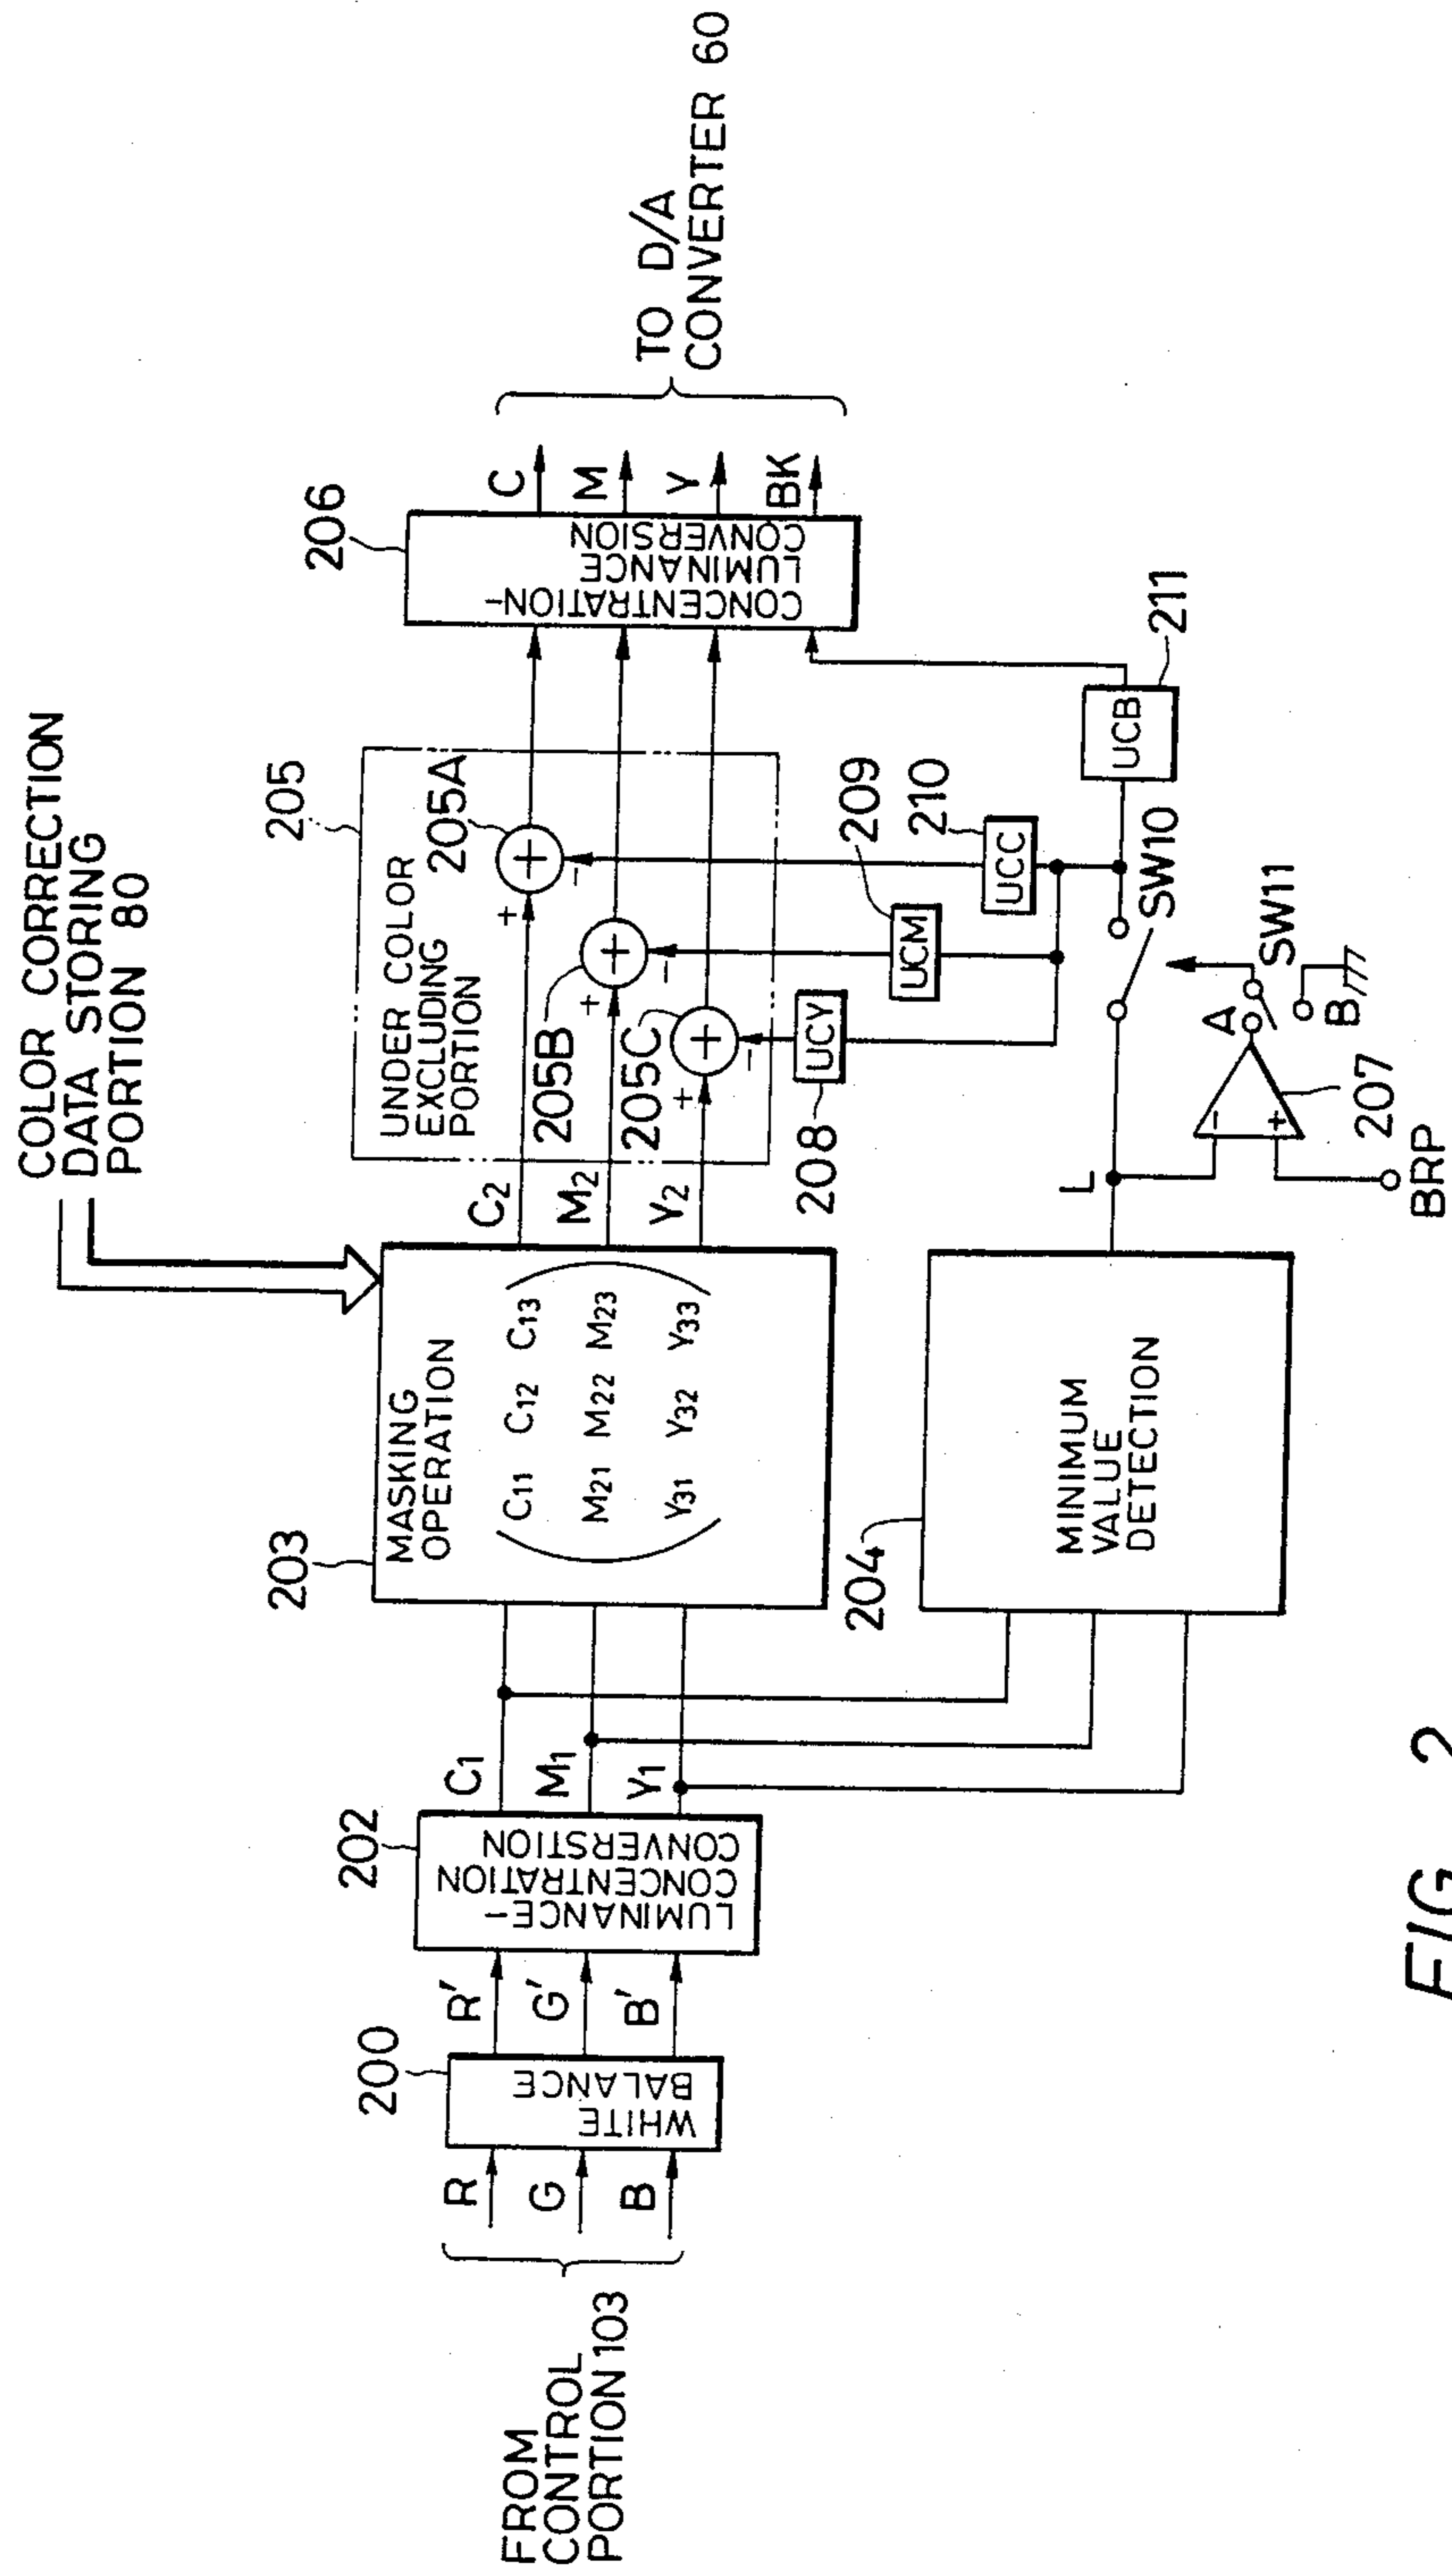 COLOR CORRECTION
DATA STORING
PORTION 80
FROM
CONTROL
PORTION 103
R
G
B
200
WHITE
BALANCE
R'
G'
B'
202
LUMINANCE-
CONCENTRATION
CONVERSTION
C1
M1
Y1
203
MASKING
OPERATION
C11 C12 C13
M21 M22 M23
Y31 Y32 Y33
204
MINIMUM
VALUE
DETECTION
C2
M2
Y2
205
UNDER COLOR
EXCLUDING
PORTION
205A
205B
205C
+
-
+
+
-
+
+
-
+
208
UCY
209
UCM
210
UCC
211
UCB
L
SW10
SW11
A
B
-
+
207
BRP
206
CONCENTRATION-
LUMINANCE
CONVERSION
C
M
Y
BK
TO D/A
CONVERTER 60
FIG. 2